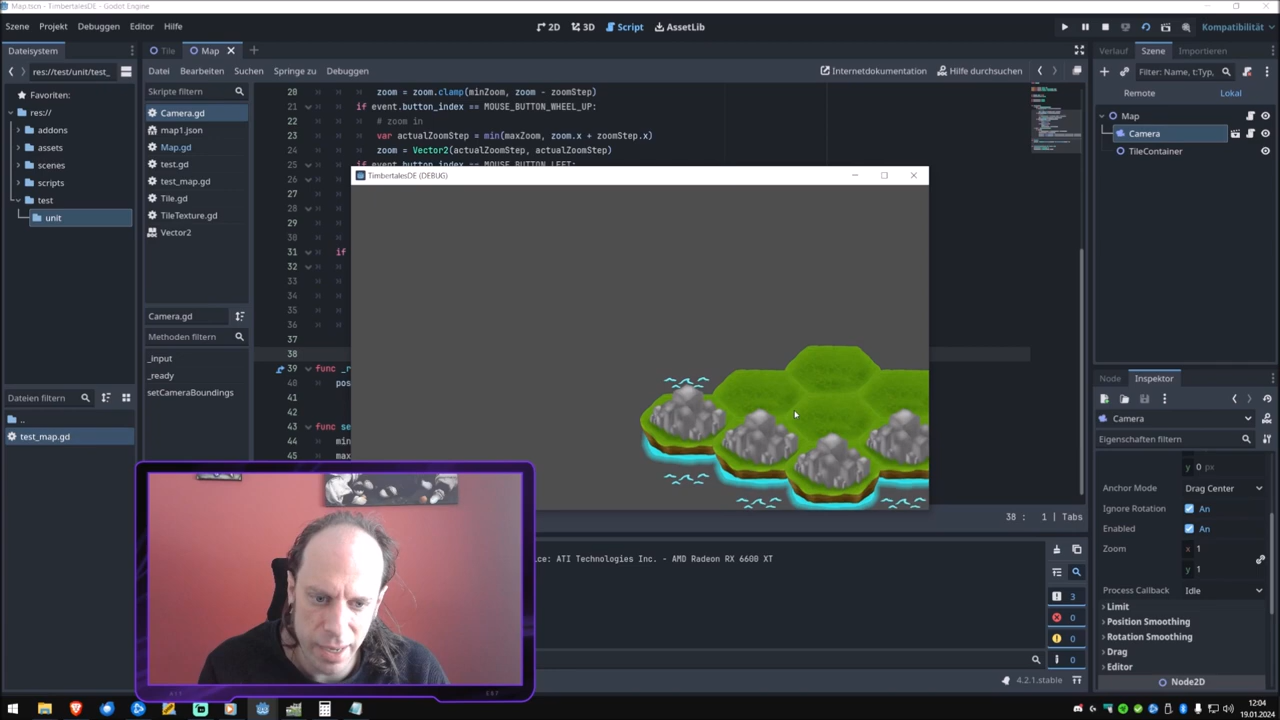 Map.tscn - TimbertalesDE - Godot Engine
Szene Projekt Debuggen Editor Hilfe
2D 3D Script AssetLib
Kompatibilität
Dateisystem
Tile Map
Verlauf Szene Importieren
res://test/unit/test_
Datei Bearbeiten Suchen Springe zu Debuggen
Internetdokumentation Hilfe durchsuchen
Filter: Name, t:Typ,
Favoriten:
res://
addons
assets
scenes
scripts
test
unit
Skripte filtern
Camera.gd
map1.json
Map.gd
test.gd
test_map.gd
Tile.gd
TileTexture.gd
Vector2
Camera.gd
Methoden filtern
_input
_ready
setCameraBoundings
Dateien filtern
..
test_map.gd
20 zoom = zoom.clamp(minZoom, zoom - zoomStep)
21 if event.button_index == MOUSE_BUTTON_WHEEL_UP:
22 # zoom in
23 var actualZoomStep = min(maxZoom, zoom.x + zoomStep.x)
24 zoom = Vector2(actualZoomStep, actualZoomStep)
25 if event.button_index == MOUSE_BUTTON_LEFT:
26
27
28
29
30
31 if
32
33
34
35
36
37
38
39 func _r
40 pos
41
42
43 func se
44 min
45 max
TimbertalesDE (DEBUG)
38 : 1 | Tabs
ice: ATI Technologies Inc. - AMD Radeon RX 6600 XT
3
0
0
0
4.2.1.stable
Remote Lokal
Map
Camera
TileContainer
Node Inspektor
Camera
Eigenschaften filtern
y 0 px
Anchor Mode Drag Center
Ignore Rotation An
Enabled An
Zoom x 1
y 1
Process Callback Idle
Limit
Position Smoothing
Rotation Smoothing
Drag
Editor
Node2D
12:04
19.01.2024